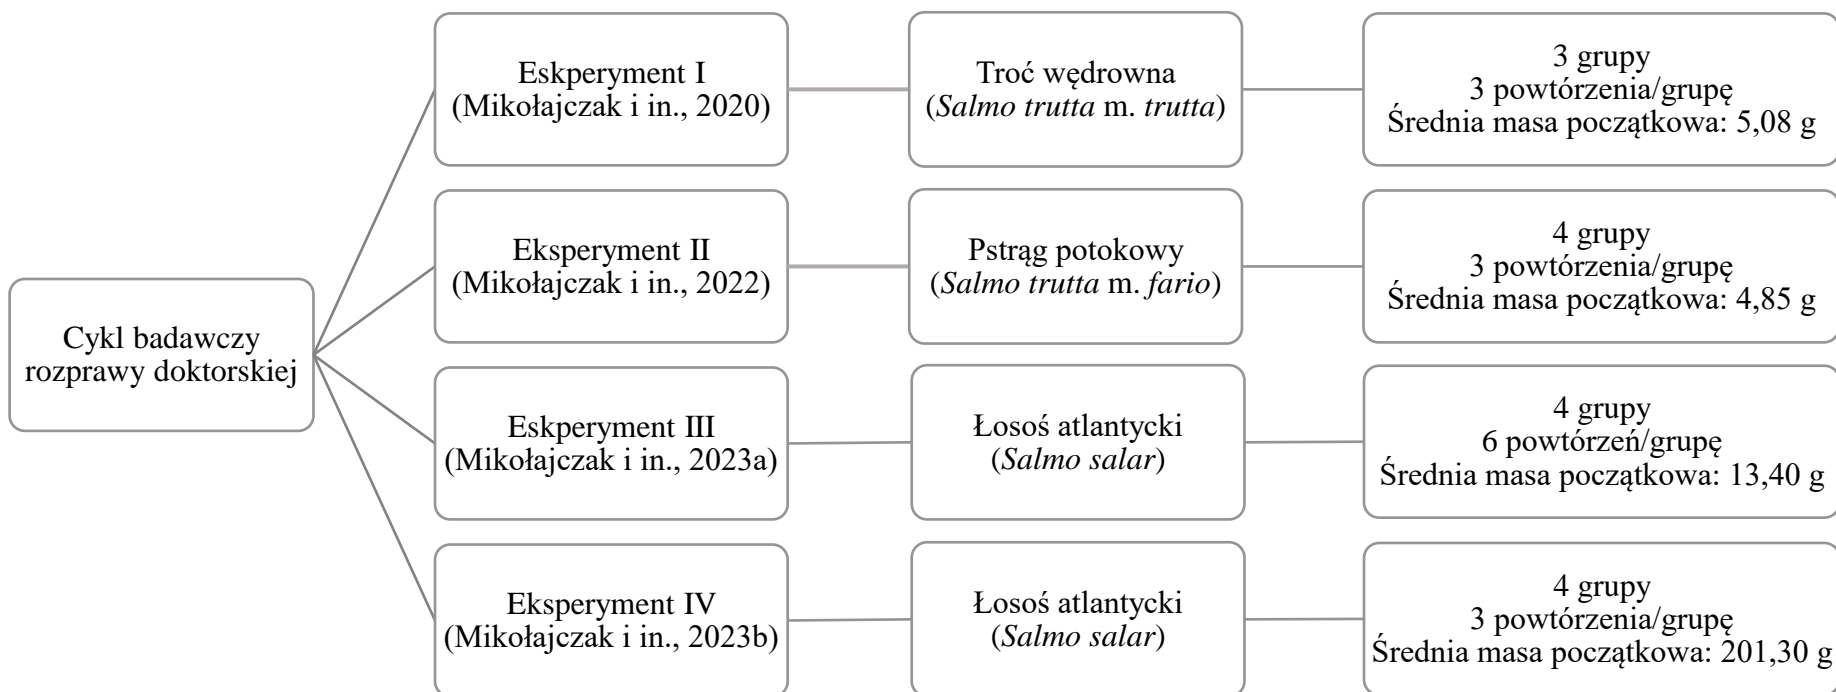 Cykl badawczy
rozprawy doktorskiej
Eskperyment I
(Mikołajczak i in., 2020)
Troć wędrowna
(Salmo trutta m. trutta)
3 grupy
3 powtórzenia/grupę
Średnia masa początkowa: 5,08 g
Eksperyment II
(Mikołajczak i in., 2022)
Pstrąg potokowy
(Salmo trutta m. fario)
4 grupy
3 powtórzenia/grupę
Średnia masa początkowa: 4,85 g
Eskperyment III
(Mikołajczak i in., 2023a)
Łosoś atlantycki
(Salmo salar)
4 grupy
6 powtórzeń/grupę
Średnia masa początkowa: 13,40 g
Eksperyment IV
(Mikołajczak i in., 2023b)
Łosoś atlantycki
(Salmo salar)
4 grupy
3 powtórzenia/grupę
Średnia masa początkowa: 201,30 g